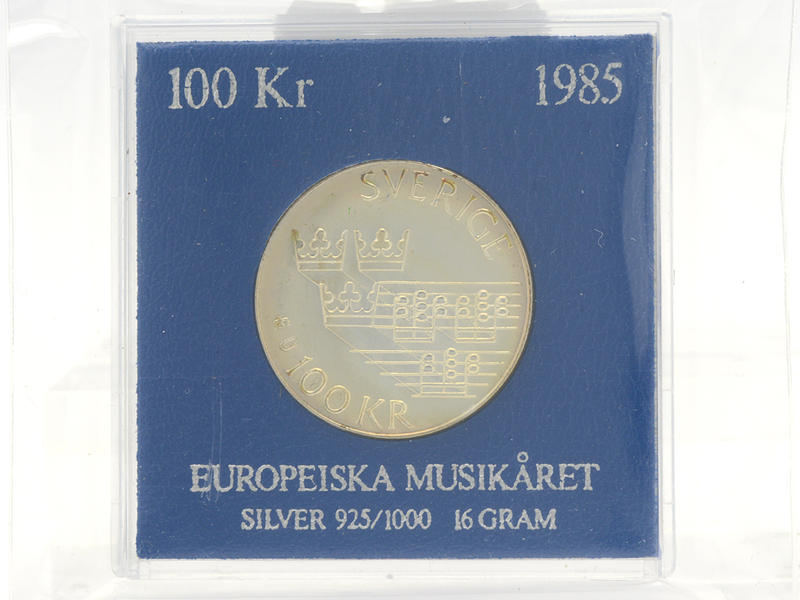 100 Kr 1985
SVERIGE
U
100 KR
EUROPEISKA MUSIKÅRET
SILVER 925/1000 16 GRAM